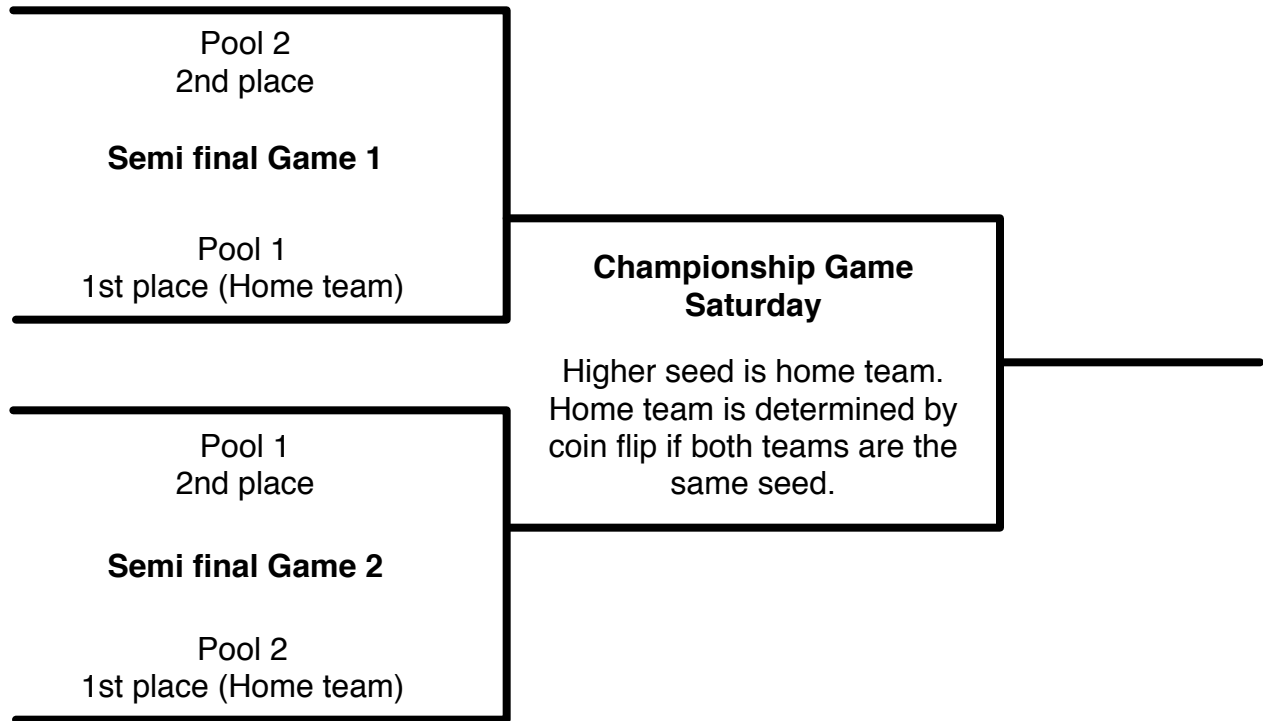 Pool 2
2nd place
Semi final Game 1
Pool 1
1st place (Home team)
Championship Game
Saturday
Higher seed is home team.
Home team is determined by
coin flip if both teams are the
same seed.
Pool 1
2nd place
Semi final Game 2
Pool 2
1st place (Home team)